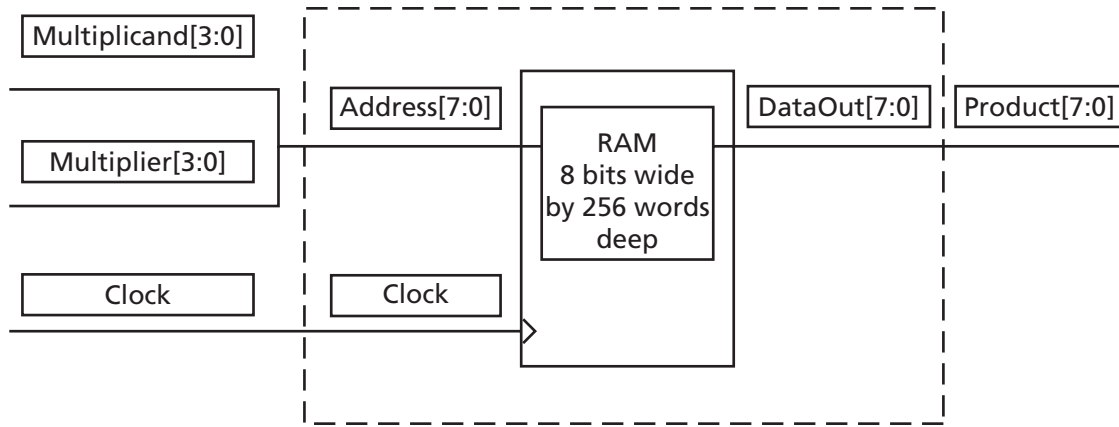 Multiplicand[3:0]
Multiplier[3:0]
Clock
Address[7:0]
Clock
RAM
8 bits wide
by 256 words
deep
DataOut[7:0]
Product[7:0]